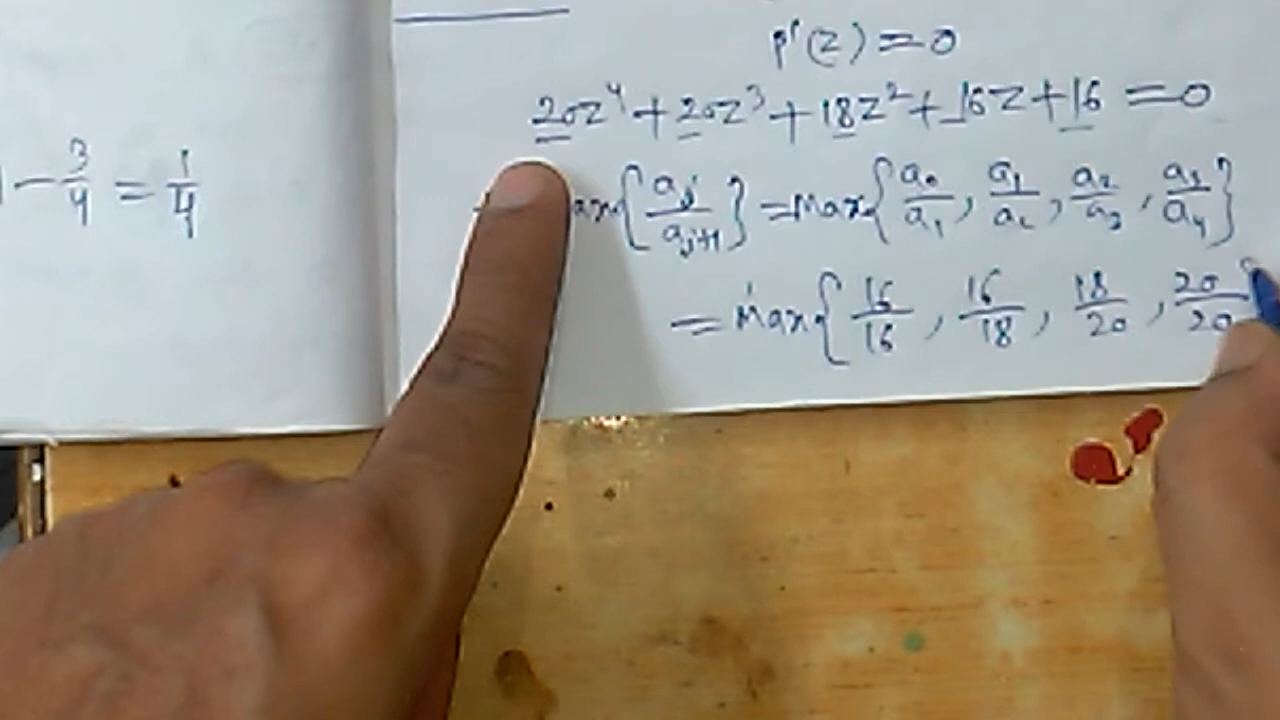 1 - 3/4 = 1/4
p'(z) = 0
20z⁴ + 20z³ + 18z² + 16z + 16 = 0
ax{aj/aj+1} = Max{a₀/a₁, a₁/a₂, a₂/a₃, a₃/a₄}
= Max{16/16, 16/18, 18/20, 20/20